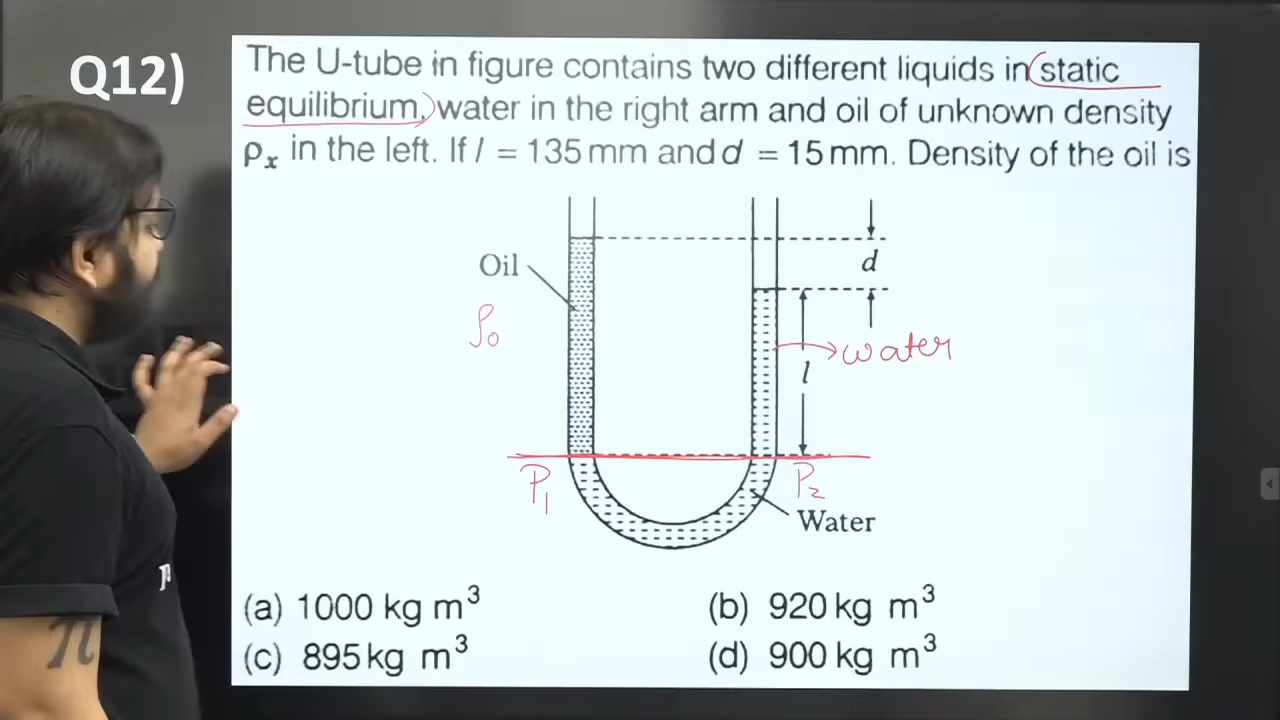 Q12)
The U-tube in figure contains two different liquids in static
equilibrium, water in the right arm and oil of unknown density
ρₓ in the left. If l = 135 mm and d = 15 mm. Density of the oil is
d
Oil
ρ₀
water
l
P₁
P₂
Water
(a) 1000 kg m³
(b) 920 kg m³
(c) 895 kg m³
(d) 900 kg m³
π